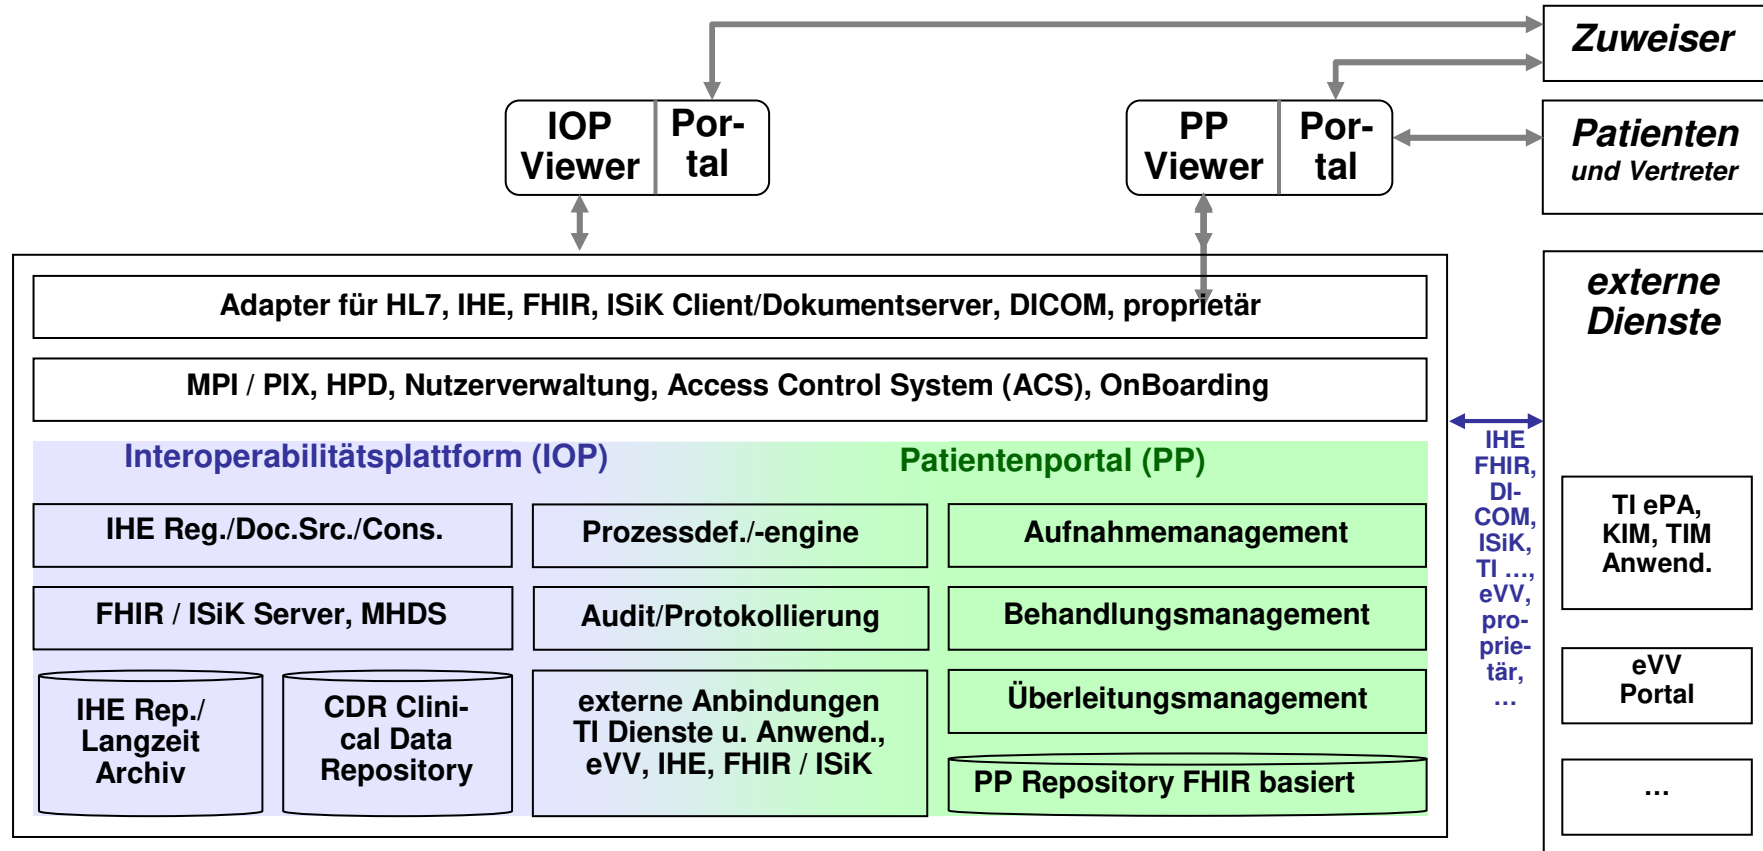 Zuweiser
IOP
Viewer
Por-
tal
PP
Viewer
Por-
tal
Patienten
und Vertreter
Adapter für HL7, IHE, FHIR, ISiK Client/Dokumentserver, DICOM, proprietär
MPI / PIX, HPD, Nutzerverwaltung, Access Control System (ACS), OnBoarding
Interoperabilitätsplattform (IOP)
Patientenportal (PP)
IHE Reg./Doc.Src./Cons.
Prozessdef./-engine
Aufnahmemanagement
FHIR / ISiK Server, MHDS
Audit/Protokollierung
Behandlungsmanagement
IHE Rep./
Langzeit
Archiv
CDR Clini-
cal Data
Repository
externe Anbindungen
TI Dienste u. Anwend.,
eVV, IHE, FHIR / ISiK
Überleitungsmanagement
PP Repository FHIR basiert
IHE
FHIR,
DI-
COM,
ISiK,
TI ...,
eVV,
pro-
prie-
tär,
...
externe
Dienste
TI ePA,
KIM, TIM
Anwend.
eVV
Portal
...